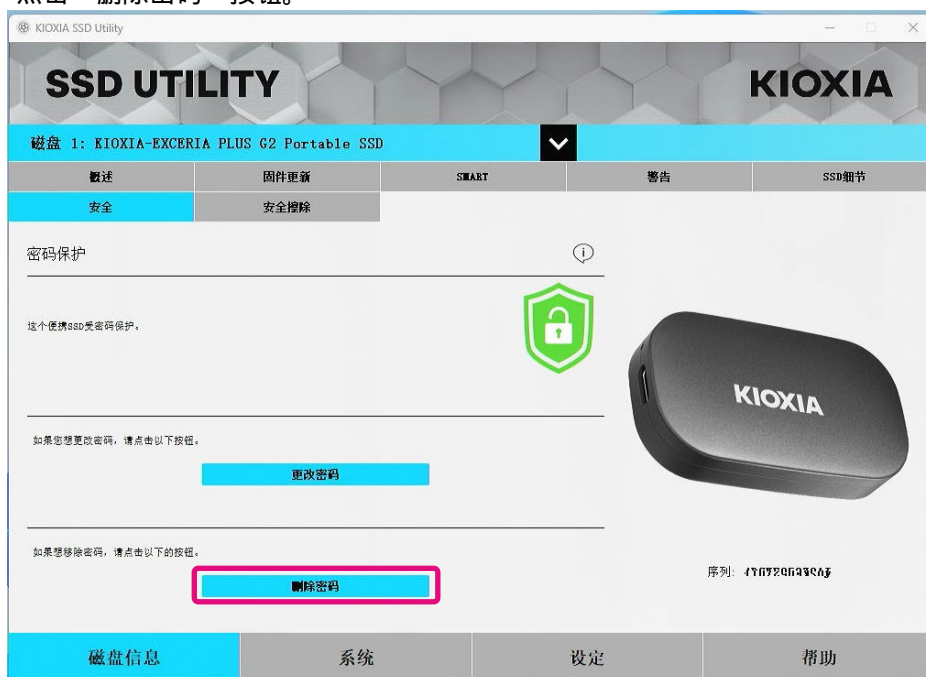 点击"删除密码"按钮。
KIOXIA SSD Utility
SSD UTILITY
KIOXIA
磁盘 1: KIOXIA-EXCERIA PLUS G2 Portable SSD
概述
固件更新
SMART
警告
SSD细节
安全
安全擦除
密码保护
这个便携SSD受密码保护。
KIOXIA
如果您想更改密码，请点击以下按钮。
更改密码
如果想移除密码，请点击以下的按钮。
序列:
删除密码
磁盘信息
系统
设定
帮助